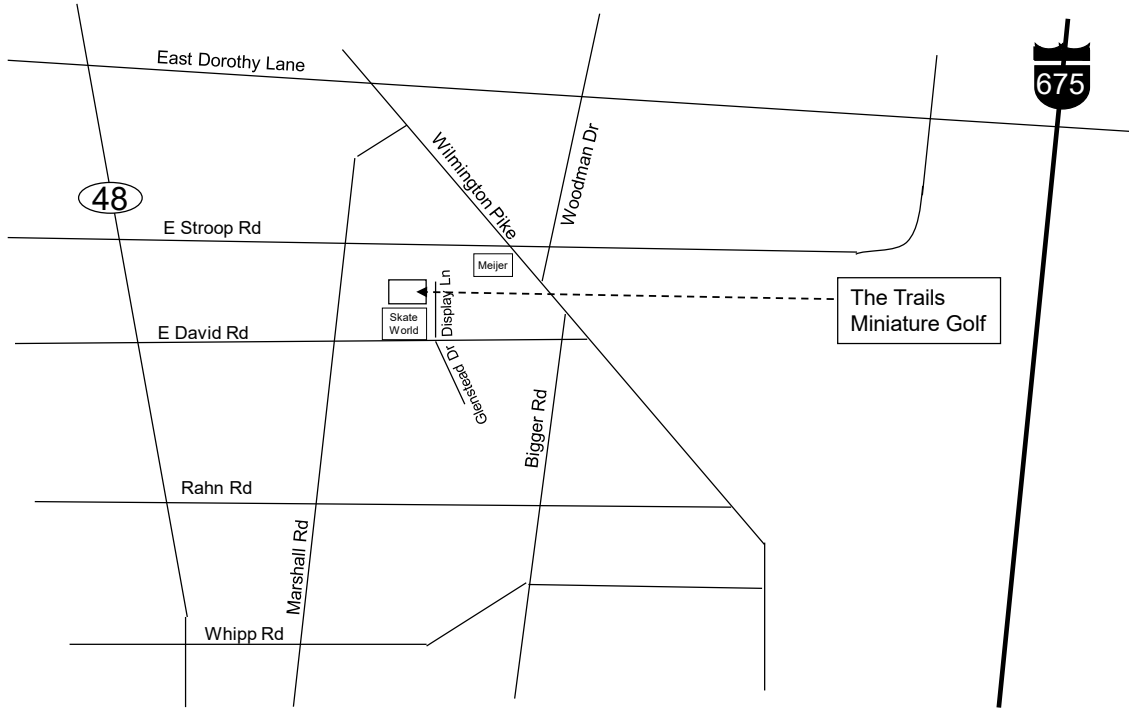 East Dorothy Lane
675
Wilmington Pike
Woodman Dr
48
E Stroop Rd
Meijer
Display Ln
The Trails
Miniature Golf
Skate
World
E David Rd
Glenstead Dr
Bigger Rd
Rahn Rd
Marshall Rd
Whipp Rd